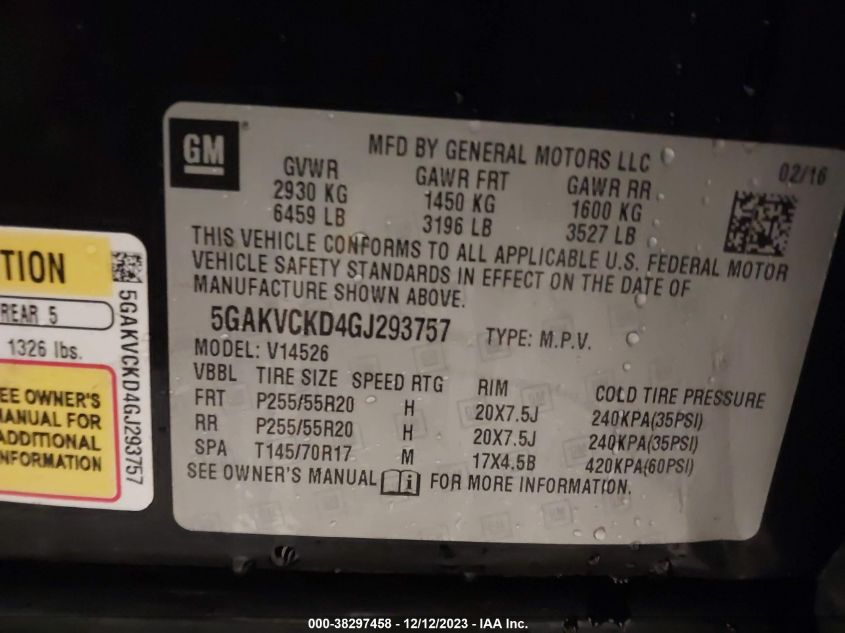 GM
MFD BY GENERAL MOTORS LLC
02/16
GVWR GAWR FRT GAWR RR
2930 KG 1450 KG 1600 KG
6459 LB 3196 LB 3527 LB
THIS VEHICLE CONFORMS TO ALL APPLICABLE U.S. FEDERAL MOTOR
VEHICLE SAFETY STANDARDS IN EFFECT ON THE DATE OF
MANUFACTURE SHOWN ABOVE.
5GAKVCKD4GJ293757 TYPE: M.P.V.
MODEL: V14526
VBBL TIRE SIZE SPEED RTG RIM COLD TIRE PRESSURE
FRT P255/55R20 H 20X7.5J 240KPA(35PSI)
RR P255/55R20 H 20X7.5J 240KPA(35PSI)
SPA T145/70R17 M 17X4.5B 420KPA(60PSI)
SEE OWNER'S MANUAL i FOR MORE INFORMATION.
TION
REAR 5
1326 lbs.
EE OWNER'S
MANUAL FOR
ADDITIONAL
NFORMATION
5GAKVCKD4GJ293757
000-38297458 - 12/12/2023 - IAA Inc.